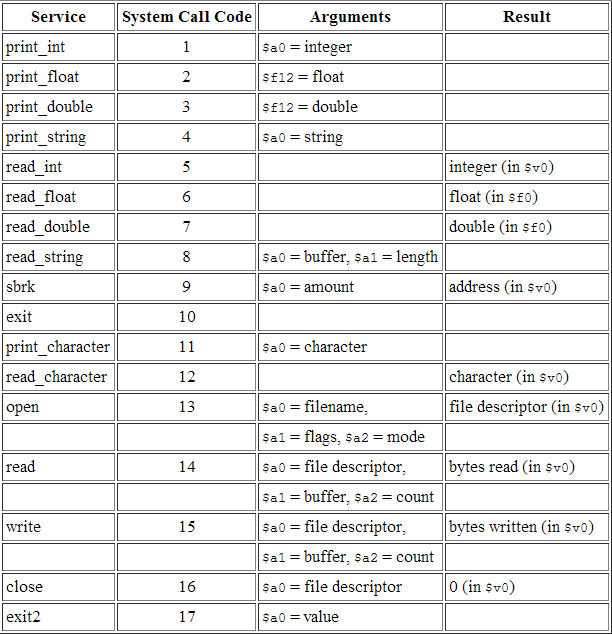 Service System Call Code Arguments Result
print_int 1 $a0 = integer
print_float 2 $f12 = float
print_double 3 $f12 = double
print_string 4 $a0 = string
read_int 5 integer (in $v0)
read_float 6 float (in $f0)
read_double 7 double (in $f0)
read_string 8 $a0 = buffer, $a1 = length
sbrk 9 $a0 = amount address (in $v0)
exit 10
print_character 11 $a0 = character
read_character 12 character (in $v0)
open 13 $a0 = filename, file descriptor (in $v0)
$a1 = flags, $a2 = mode
read 14 $a0 = file descriptor, bytes read (in $v0)
$a1 = buffer, $a2 = count
write 15 $a0 = file descriptor, bytes written (in $v0)
$a1 = buffer, $a2 = count
close 16 $a0 = file descriptor 0 (in $v0)
exit2 17 $a0 = value